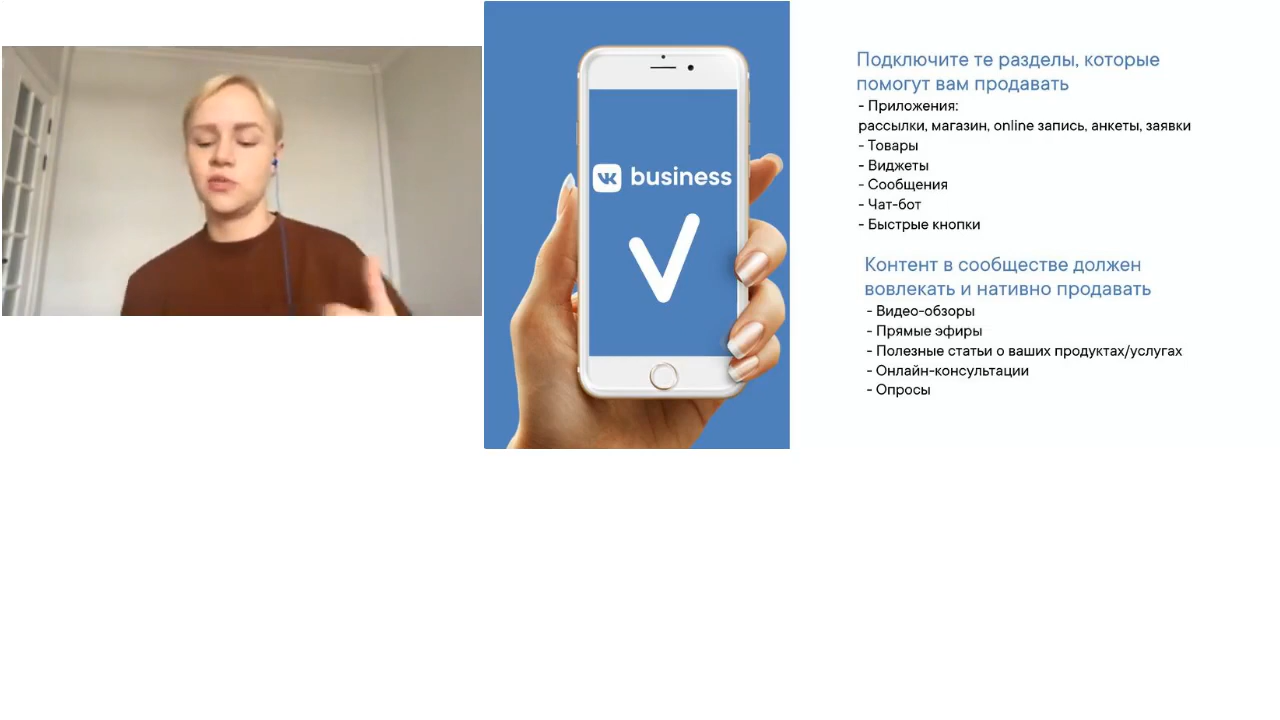 business
Подключите те разделы, которые
помогут вам продавать
- Приложения:
рассылки, магазин, online запись, анкеты, заявки
- Товары
- Виджеты
- Сообщения
- Чат-бот
- Быстрые кнопки
Контент в сообществе должен
вовлекать и нативно продавать
- Видео-обзоры
- Прямые эфиры
- Полезные статьи о ваших продуктах/услугах
- Онлайн-консультации
- Опросы